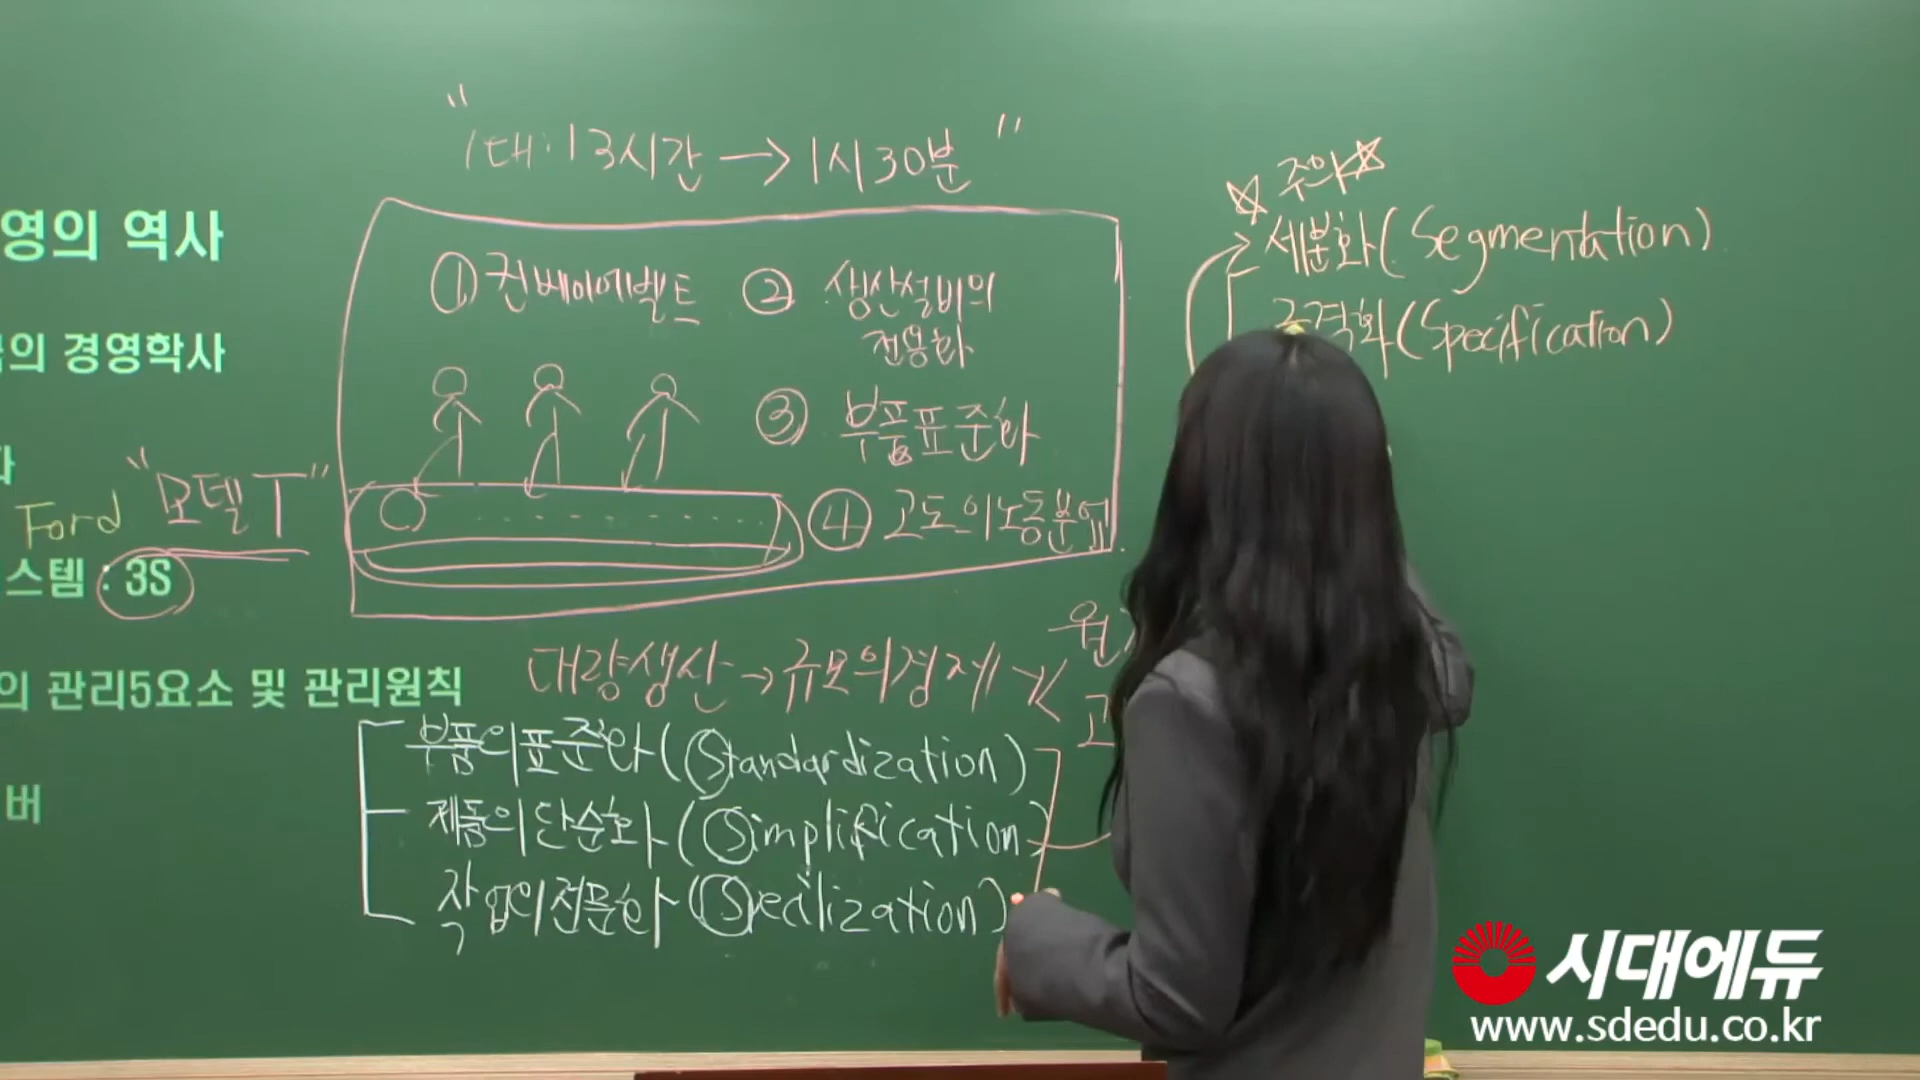 "1대:13시간 → 1시30분"
영의 역사
의 경영학사
Ford "모델 T"
스템 : 3S
의 관리5요소 및 관리원칙
버
① 컨베이어벨트
② 생산설비의
전용화
③ 부품표준화
④ 고도의노동분업
대량생산 → 규모의경제
부품의표준화(Standardization)
제품의단순화(Simplification)
작업의전문화(Specilization)
☆ 주의 ☆
세분화(Segmentation)
격화(Specification)
시대에듀
www.sdedu.co.kr